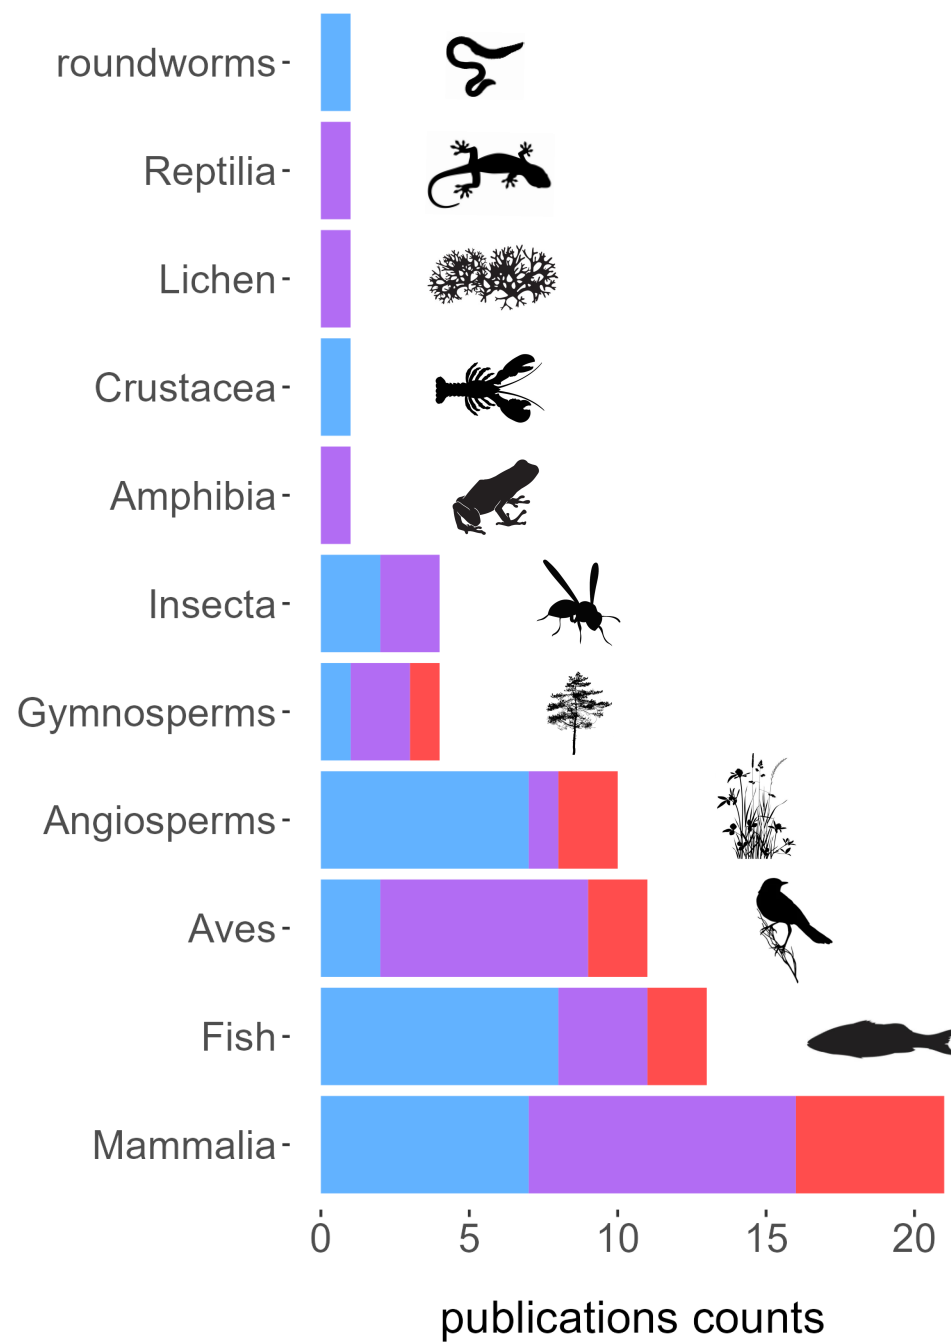 roundworms
Reptilia
Lichen
Crustacea
Amphibia
Insecta
Gymnosperms
Angiosperms
Aves
Fish
Mammalia
0 5 10 15 20
publications counts